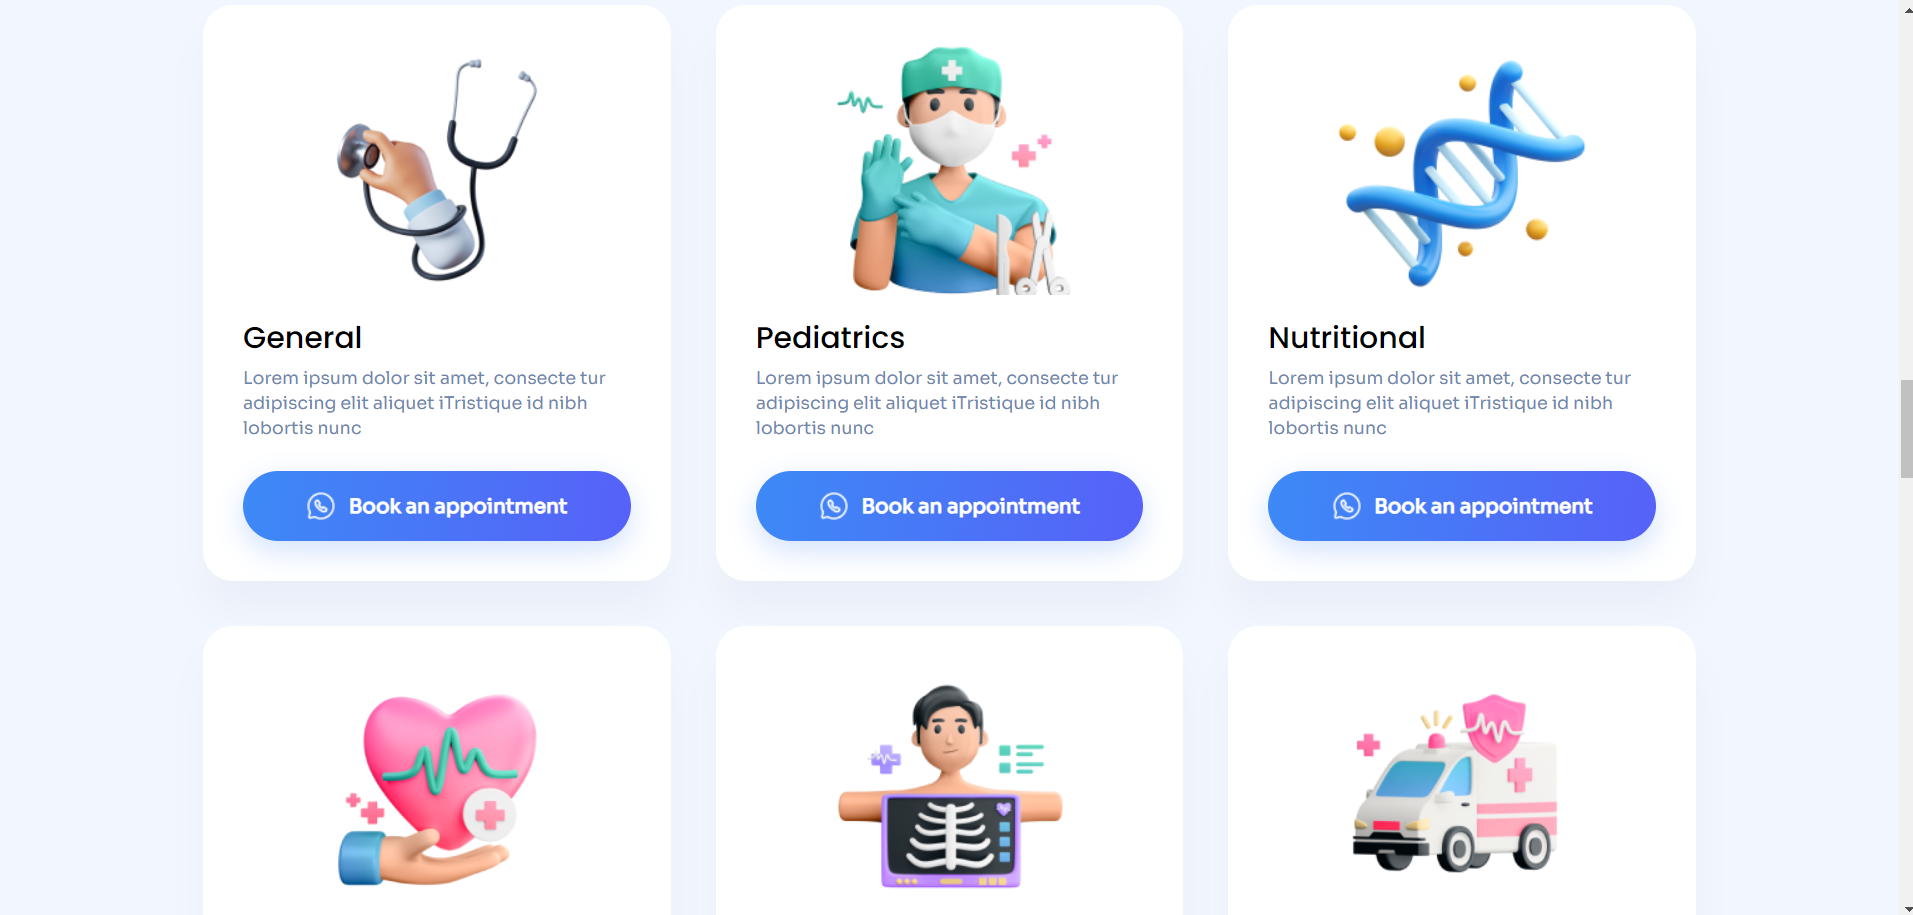 General
Lorem ipsum dolor sit amet, consecte tur
adipiscing elit aliquet iTristique id nibh
lobortis nunc
Book an appointment
Pediatrics
Lorem ipsum dolor sit amet, consecte tur
adipiscing elit aliquet iTristique id nibh
lobortis nunc
Book an appointment
Nutritional
Lorem ipsum dolor sit amet, consecte tur
adipiscing elit aliquet iTristique id nibh
lobortis nunc
Book an appointment